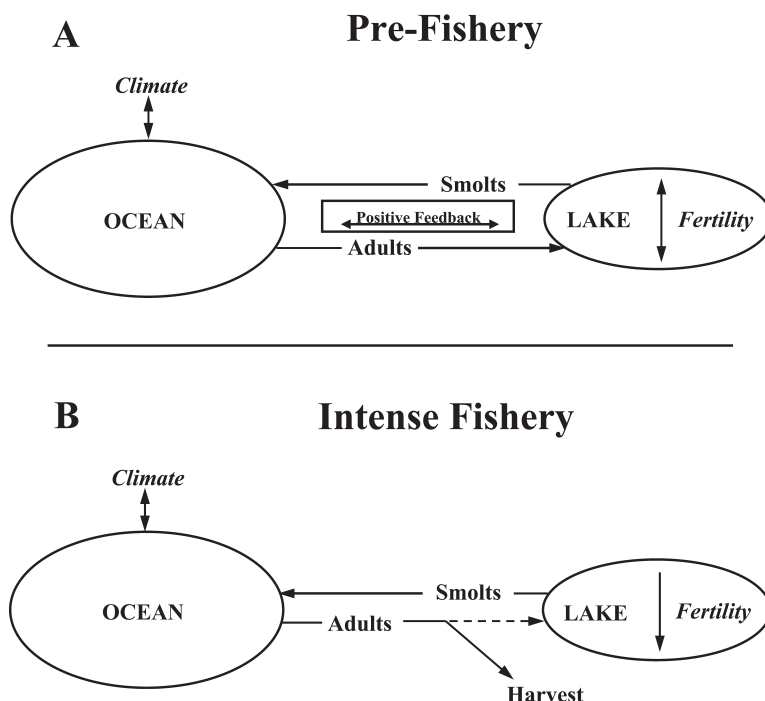 A
Pre-Fishery
Climate
OCEAN
Smolts
Positive Feedback
Adults
LAKE
Fertility
B
Intense Fishery
Climate
OCEAN
Smolts
Adults
LAKE
Fertility
Harvest